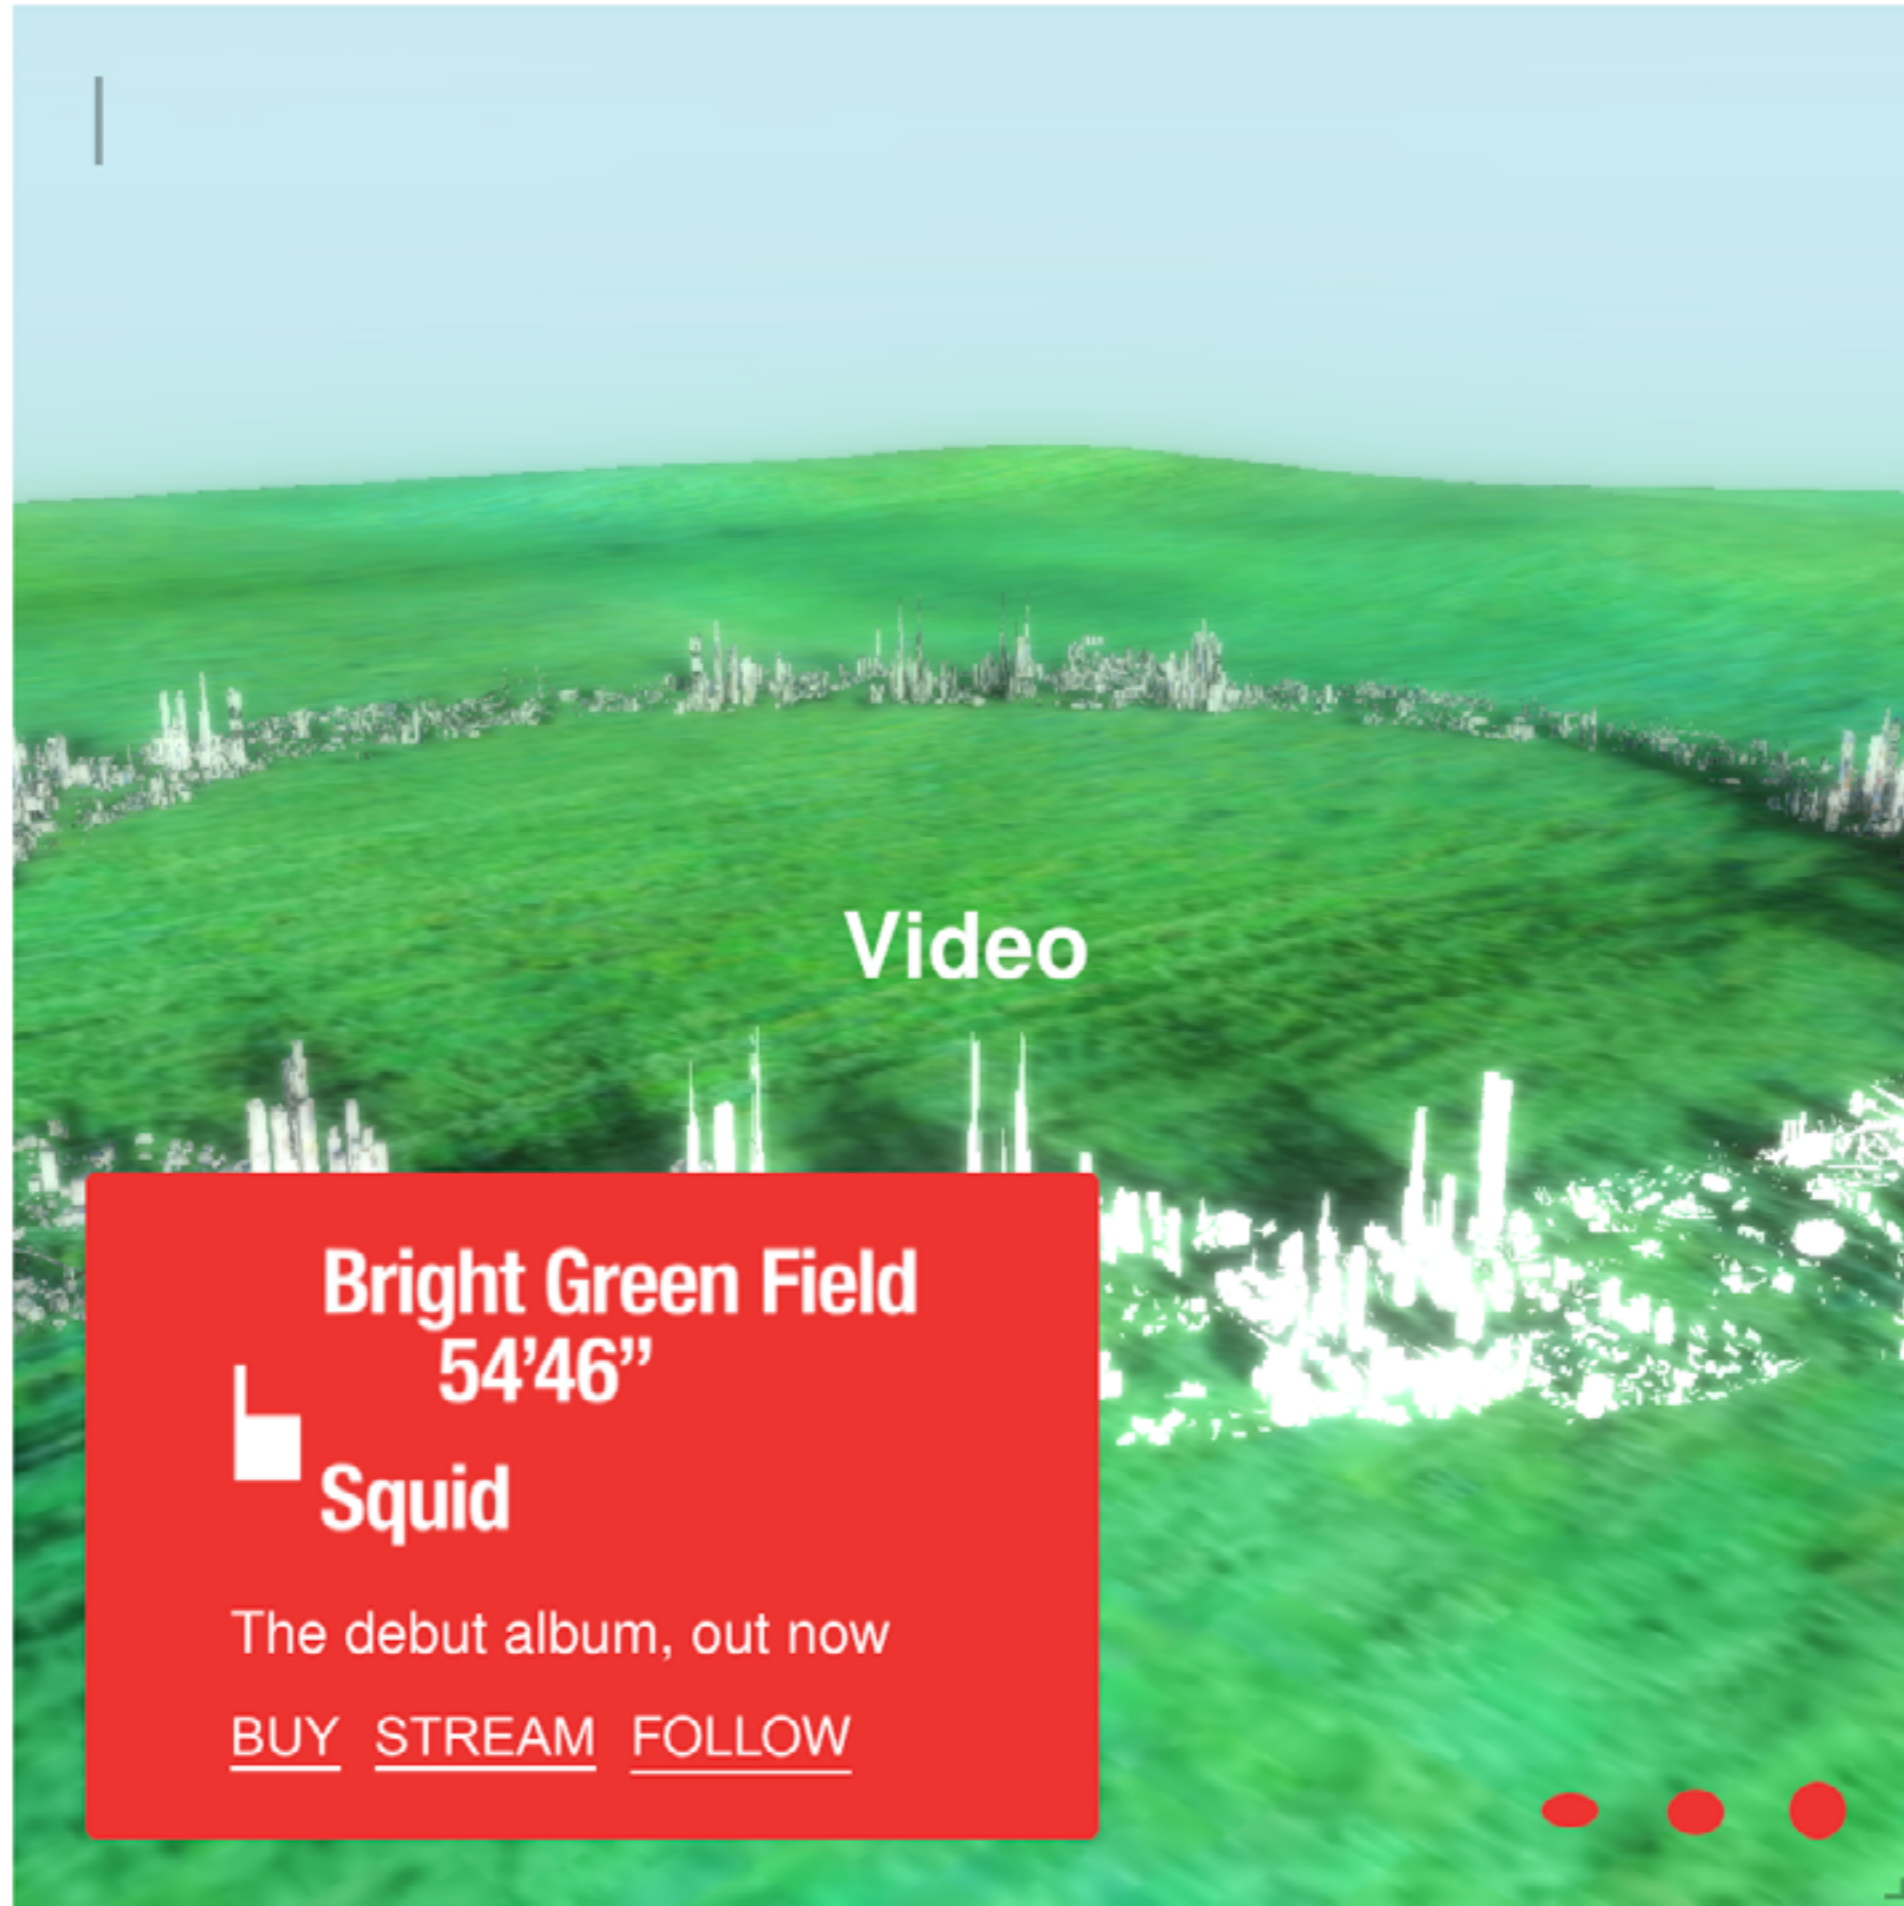 Video
Bright Green Field
54’46”
Squid
The debut album, out now
BUY STREAM FOLLOW